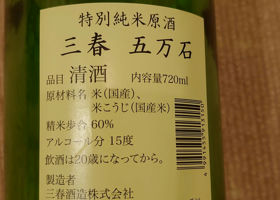 特別純米原酒
三春 五万石
品目 清酒 内容量720ml
原材料名 米(国産)、
米こうじ(国産米)
精米歩合 60%
アルコール分 15度
飲酒は20歳になってから。
製造者
三春酒造株式会社